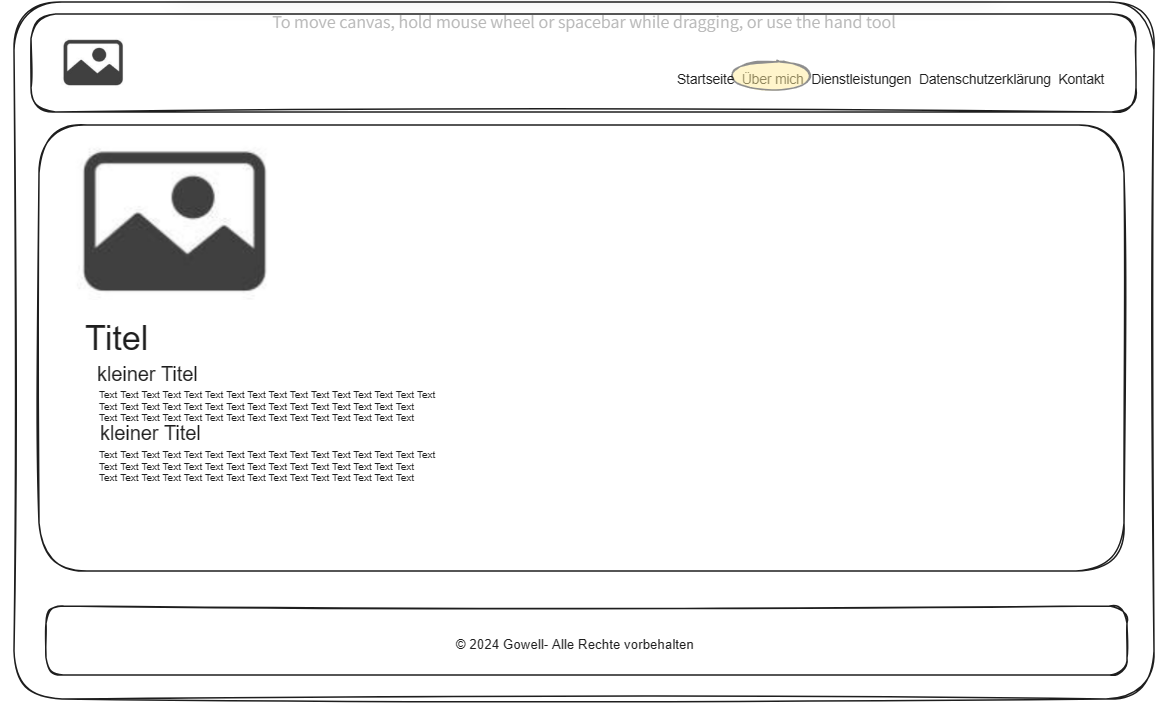 To move canvas, hold mouse wheel or spacebar while dragging, or use the hand tool
Startseite Über mich Dienstleistungen Datenschutzerklärung Kontakt
Titel
kleiner Titel
Text Text Text Text Text Text Text Text Text Text Text Text Text Text Text Text
Text Text Text Text Text Text Text Text Text Text Text Text Text Text Text
Text Text Text Text Text Text Text Text Text Text Text Text Text Text Text
kleiner Titel
Text Text Text Text Text Text Text Text Text Text Text Text Text Text Text Text
Text Text Text Text Text Text Text Text Text Text Text Text Text Text Text
Text Text Text Text Text Text Text Text Text Text Text Text Text Text Text
© 2024 Gowell- Alle Rechte vorbehalten